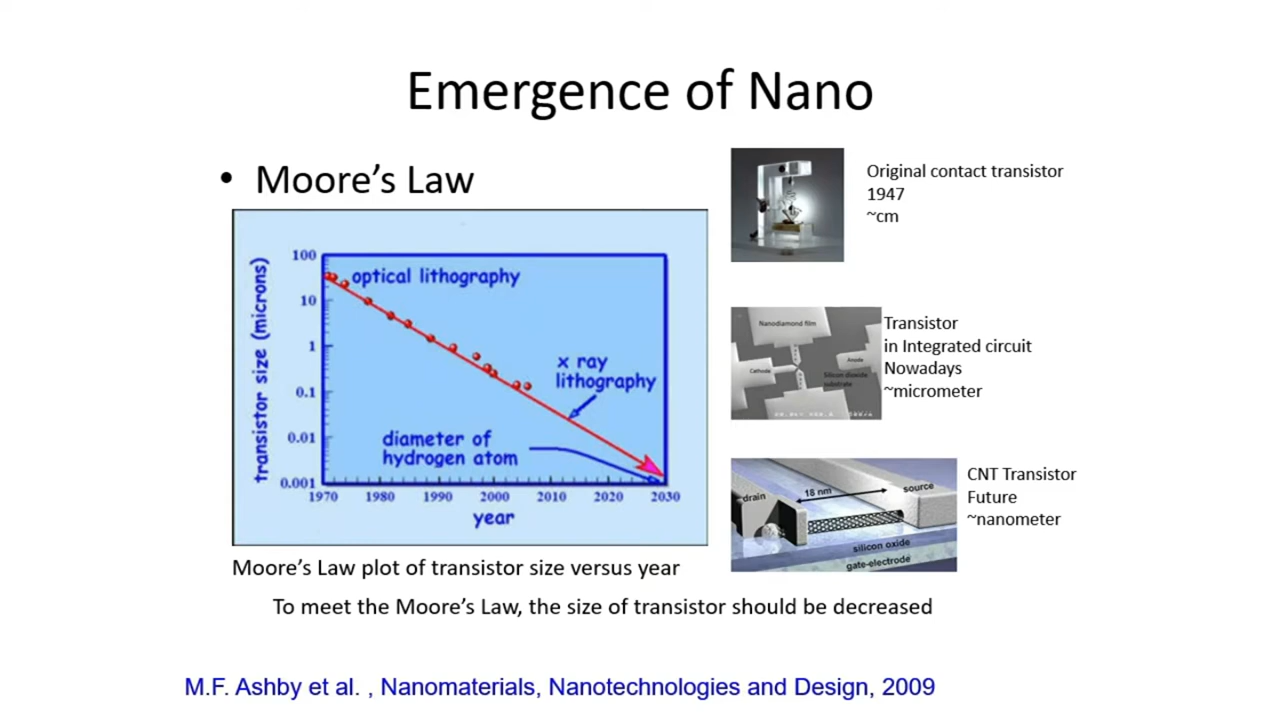 Emergence of Nano
• Moore's Law
100
10
1
0.1
0.01
0.001
transistor size (microns)
optical lithography
x ray
lithography
diameter of
hydrogen atom
1970 1980 1990 2000 2010 2020 2030
year
Moore's Law plot of transistor size versus year
Original contact transistor
1947
~cm
Nanodiamond film
Cathode
Anode
Silicon dioxide
substrate
Transistor
in Integrated circuit
Nowadays
~micrometer
drain
18 nm
source
silicon oxide
gate-electrode
CNT Transistor
Future
~nanometer
To meet the Moore's Law, the size of transistor should be decreased
M.F. Ashby et al. , Nanomaterials, Nanotechnologies and Design, 2009